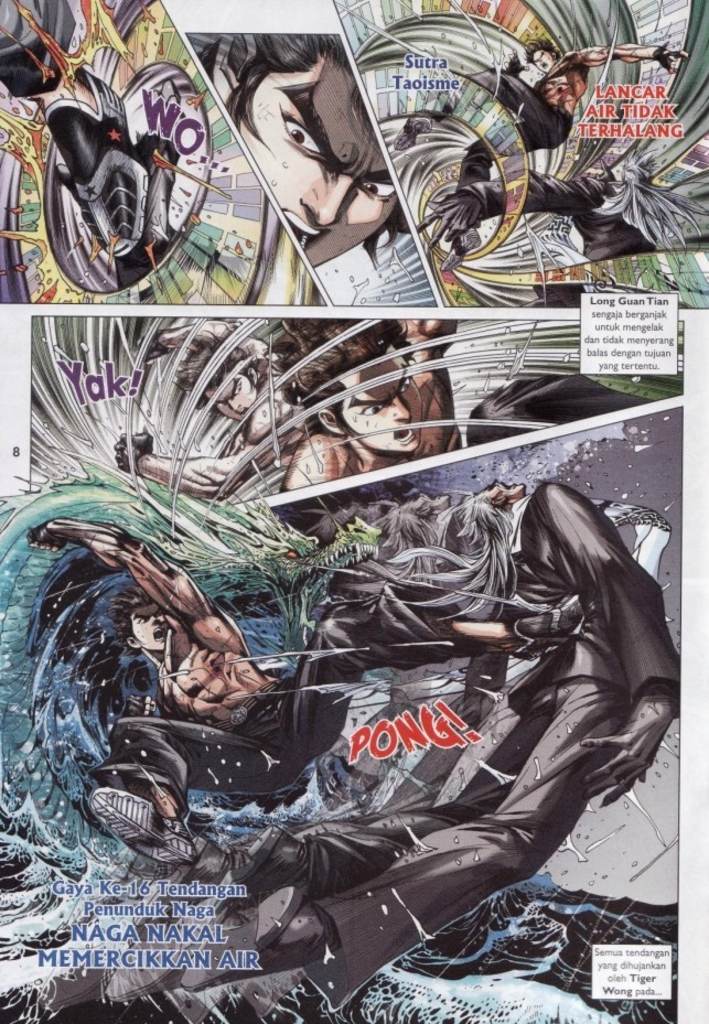 WO...
Sutra
Taoisme
LANCAR
AIR TIDAK
TERHALANG
Long Guan Tian
sengaja berganjak
untuk mengelak
dan tidak menyerang
balas dengan tujuan
yang tertentu.
Yak!
8
PONG!
Gaya Ke-16 Tendangan
Penunduk Naga
NAGA NAKAL
MEMERCIKKAN AIR
Semua tendangan
yang dihujankan
oleh Tiger
Wong pada...